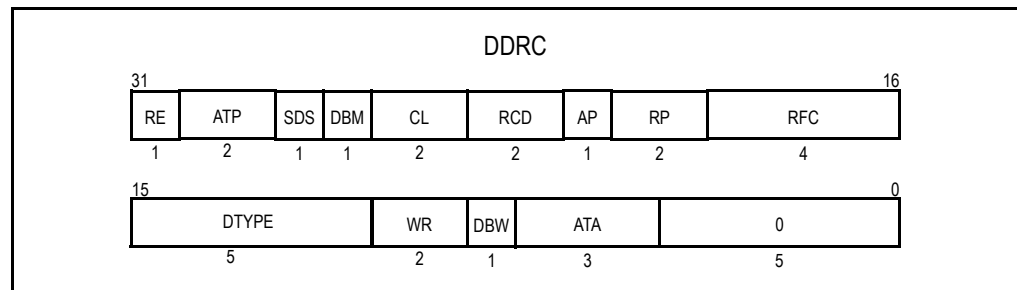 DDRC
31 16
RE ATP SDS DBM CL RCD AP RP RFC
1 2 1 1 2 2 1 2 4
15 0
DTYPE WR DBW ATA 0
5 2 1 3 5